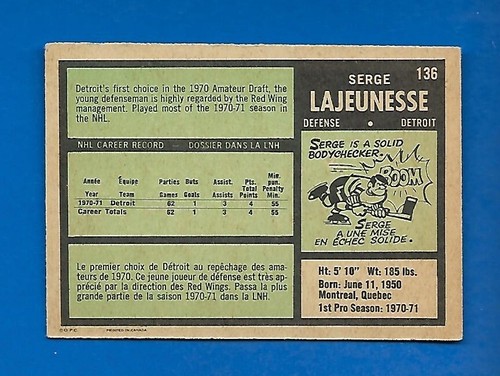 SERGE 136
LAJEUNESSE
DEFENSE • DETROIT
Detroit's first choice in the 1970 Amateur Draft, the
young defenseman is highly regarded by the Red Wing
management. Played most of the 1970-71 season in
the NHL.
NHL CAREER RECORD — DOSSIER DANS LA LNH
Année Équipe Parties Buts Pts. Min. pun.
Year Team Games Goals Assist. Total Points Penalty Min.
1970-71 Detroit 62 1 3 4 55
Career Totals 62 1 3 4 55
Le premier choix de Détroit au repêchage des ama-
teurs de 1970. Ce jeune joueur de défense est très ap-
précié par la direction des Red Wings. Passa la plus
grande partie de la saison 1970-71 dans la LNH.
SERGE IS A SOLID
BODYCHECKER.
BOOM
SERGE
A UNE MISE
EN ÉCHEC SOLIDE.
Ht: 5' 10" Wt: 185 lbs.
Born: June 11, 1950
Montreal, Quebec
1st Pro Season: 1970-71
©O.P.C. PRINTED IN CANADA